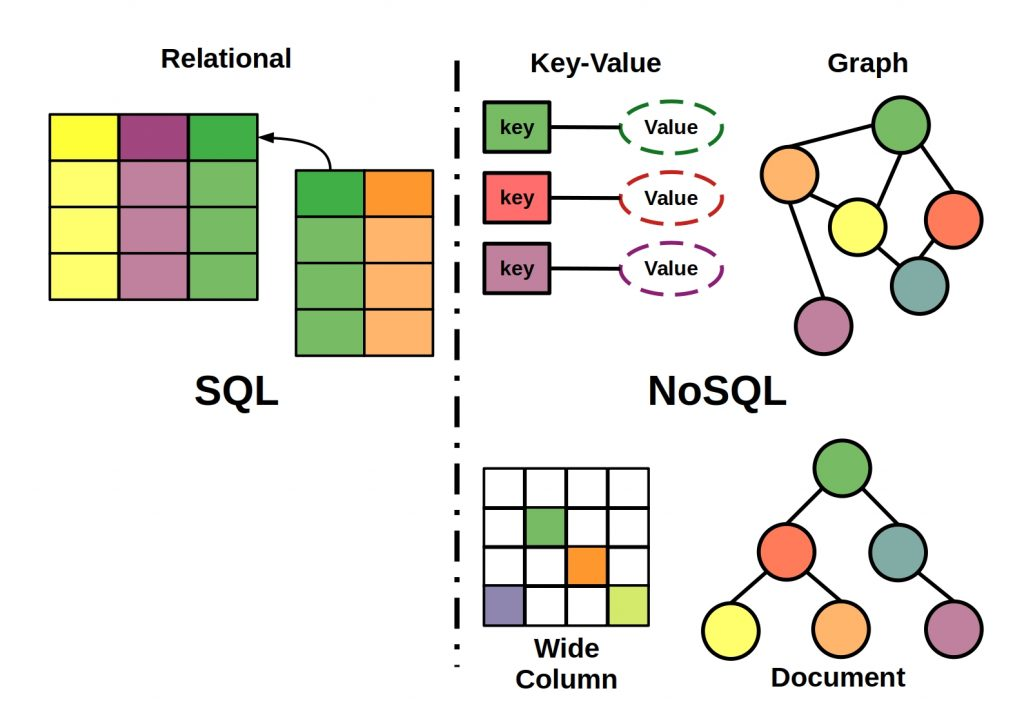 Relational
SQL
Key-Value
key
Value
key
Value
key
Value
Graph
NoSQL
Wide
Column
Document